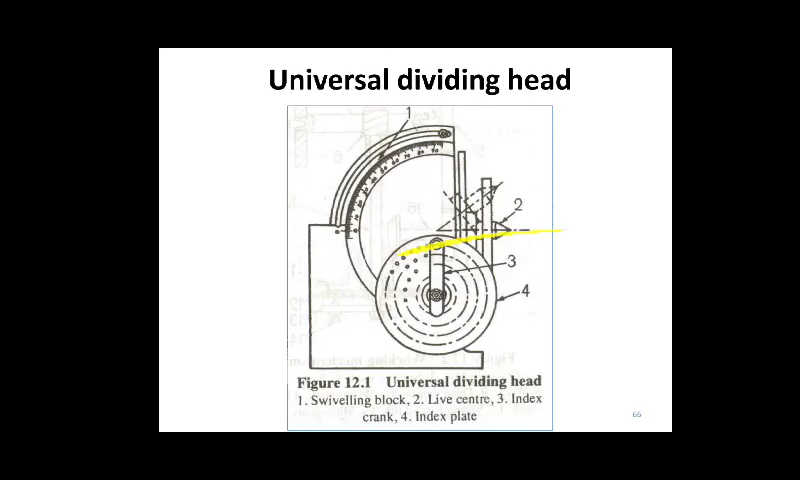 Universal dividing head
1
2
3
4
Figure 12.1 Universal dividing head
1. Swivelling block, 2. Live centre, 3. Index
crank, 4. Index plate
66